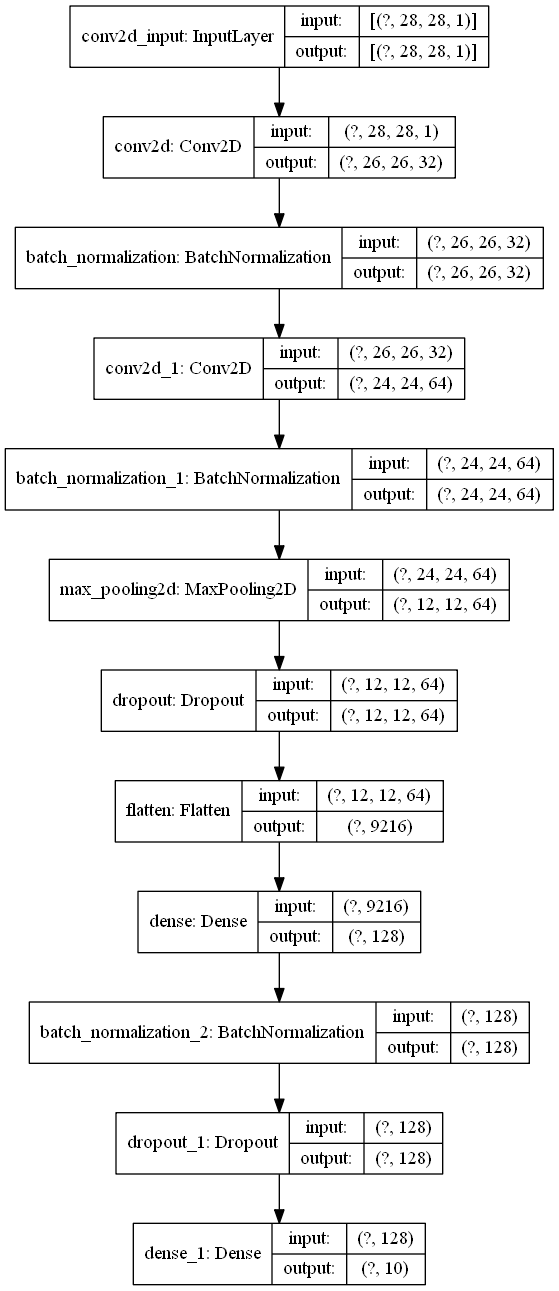 conv2d_input: InputLayer
input: [(?, 28, 28, 1)]
output: [(?, 28, 28, 1)]
conv2d: Conv2D
input: (?, 28, 28, 1)
output: (?, 26, 26, 32)
batch_normalization: BatchNormalization
input: (?, 26, 26, 32)
output: (?, 26, 26, 32)
conv2d_1: Conv2D
input: (?, 26, 26, 32)
output: (?, 24, 24, 64)
batch_normalization_1: BatchNormalization
input: (?, 24, 24, 64)
output: (?, 24, 24, 64)
max_pooling2d: MaxPooling2D
input: (?, 24, 24, 64)
output: (?, 12, 12, 64)
dropout: Dropout
input: (?, 12, 12, 64)
output: (?, 12, 12, 64)
flatten: Flatten
input: (?, 12, 12, 64)
output: (?, 9216)
dense: Dense
input: (?, 9216)
output: (?, 128)
batch_normalization_2: BatchNormalization
input: (?, 128)
output: (?, 128)
dropout_1: Dropout
input: (?, 128)
output: (?, 128)
dense_1: Dense
input: (?, 128)
output: (?, 10)